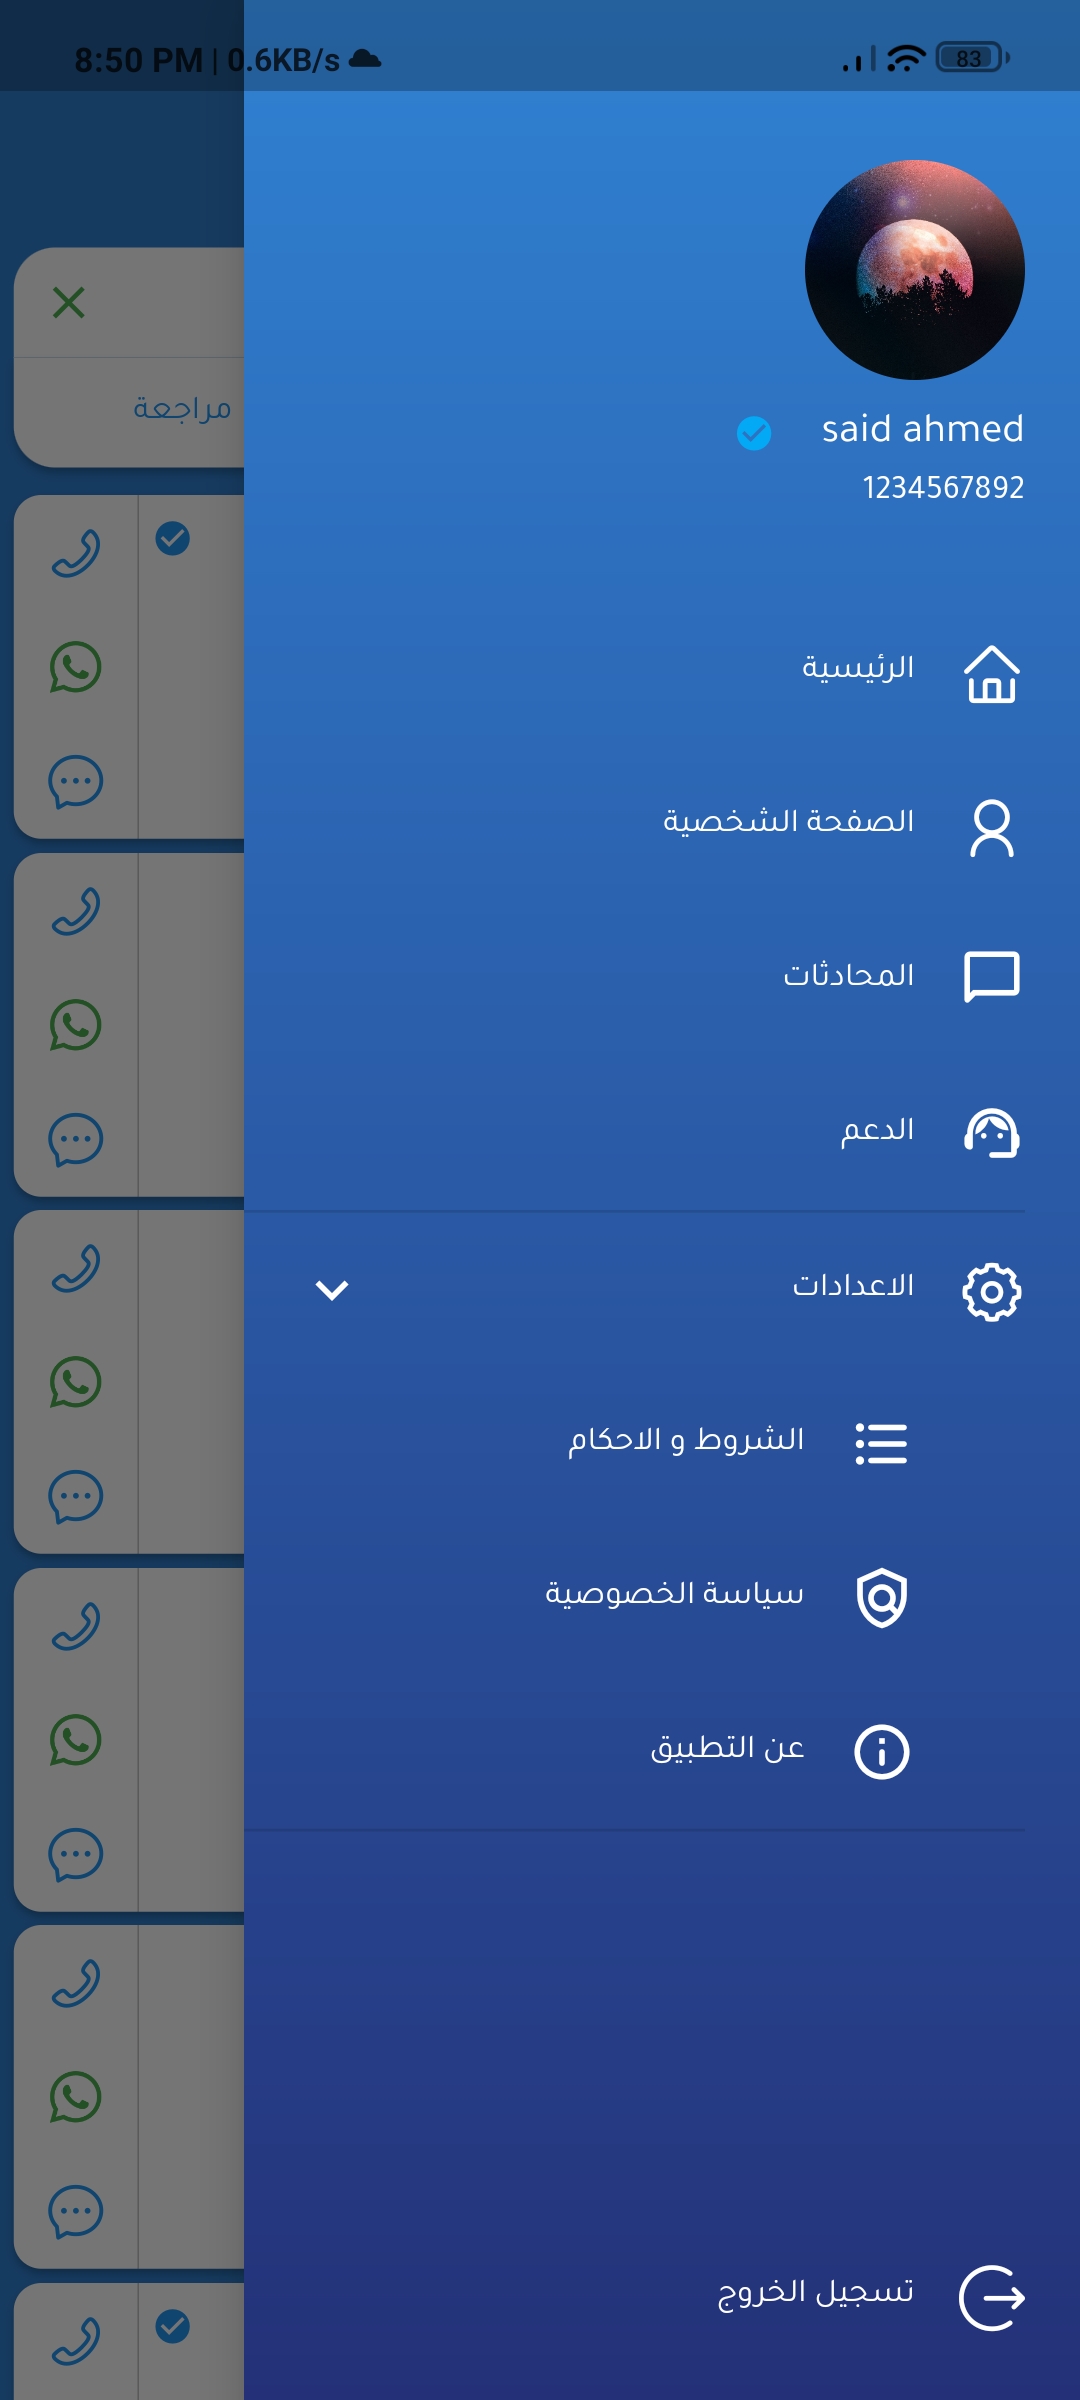 8:50 PM | 0.6KB/s
83
said ahmed
1234567892
الرئيسية
الصفحة الشخصية
المحادثات
الدعم
الاعدادات
الشروط و الاحكام
سياسة الخصوصية
عن التطبيق
تسجيل الخروج
مراجعة